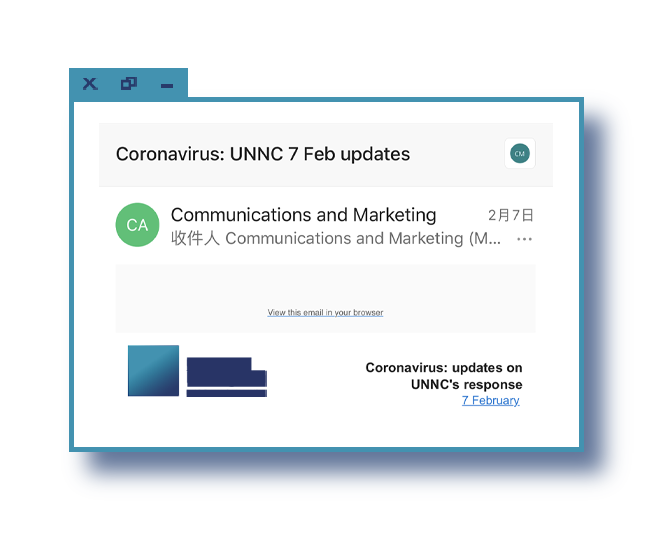 Coronavirus: UNNC 7 Feb updates
CM
CA
Communications and Marketing
2月7日
收件人 Communications and Marketing (M...
View this email in your browser
Coronavirus: updates on
UNNC's response
7 February